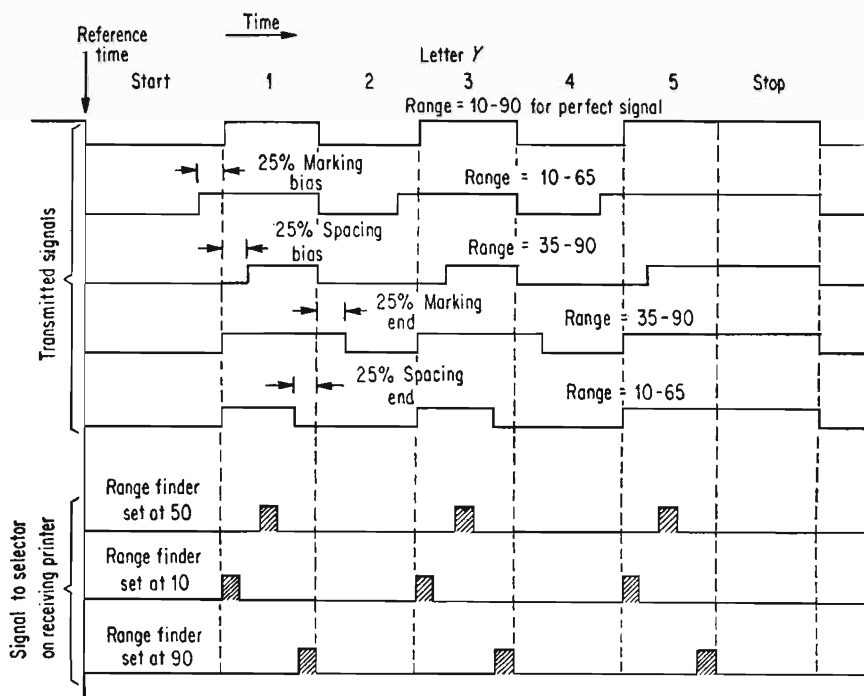 Time
Reference
time
Letter Y
Start 1 2 3 4 5 Stop
Range = 10-90 for perfect signal
25% Marking
bias
Range = 10-65
25% Spacing
bias
Range = 35-90
25% Marking
end
Range = 35-90
25% Spacing
end
Range = 10-65
Transmitted signals
Range finder
set at 50
Range finder
set at 10
Range finder
set at 90
Signal to selector
on receiving printer